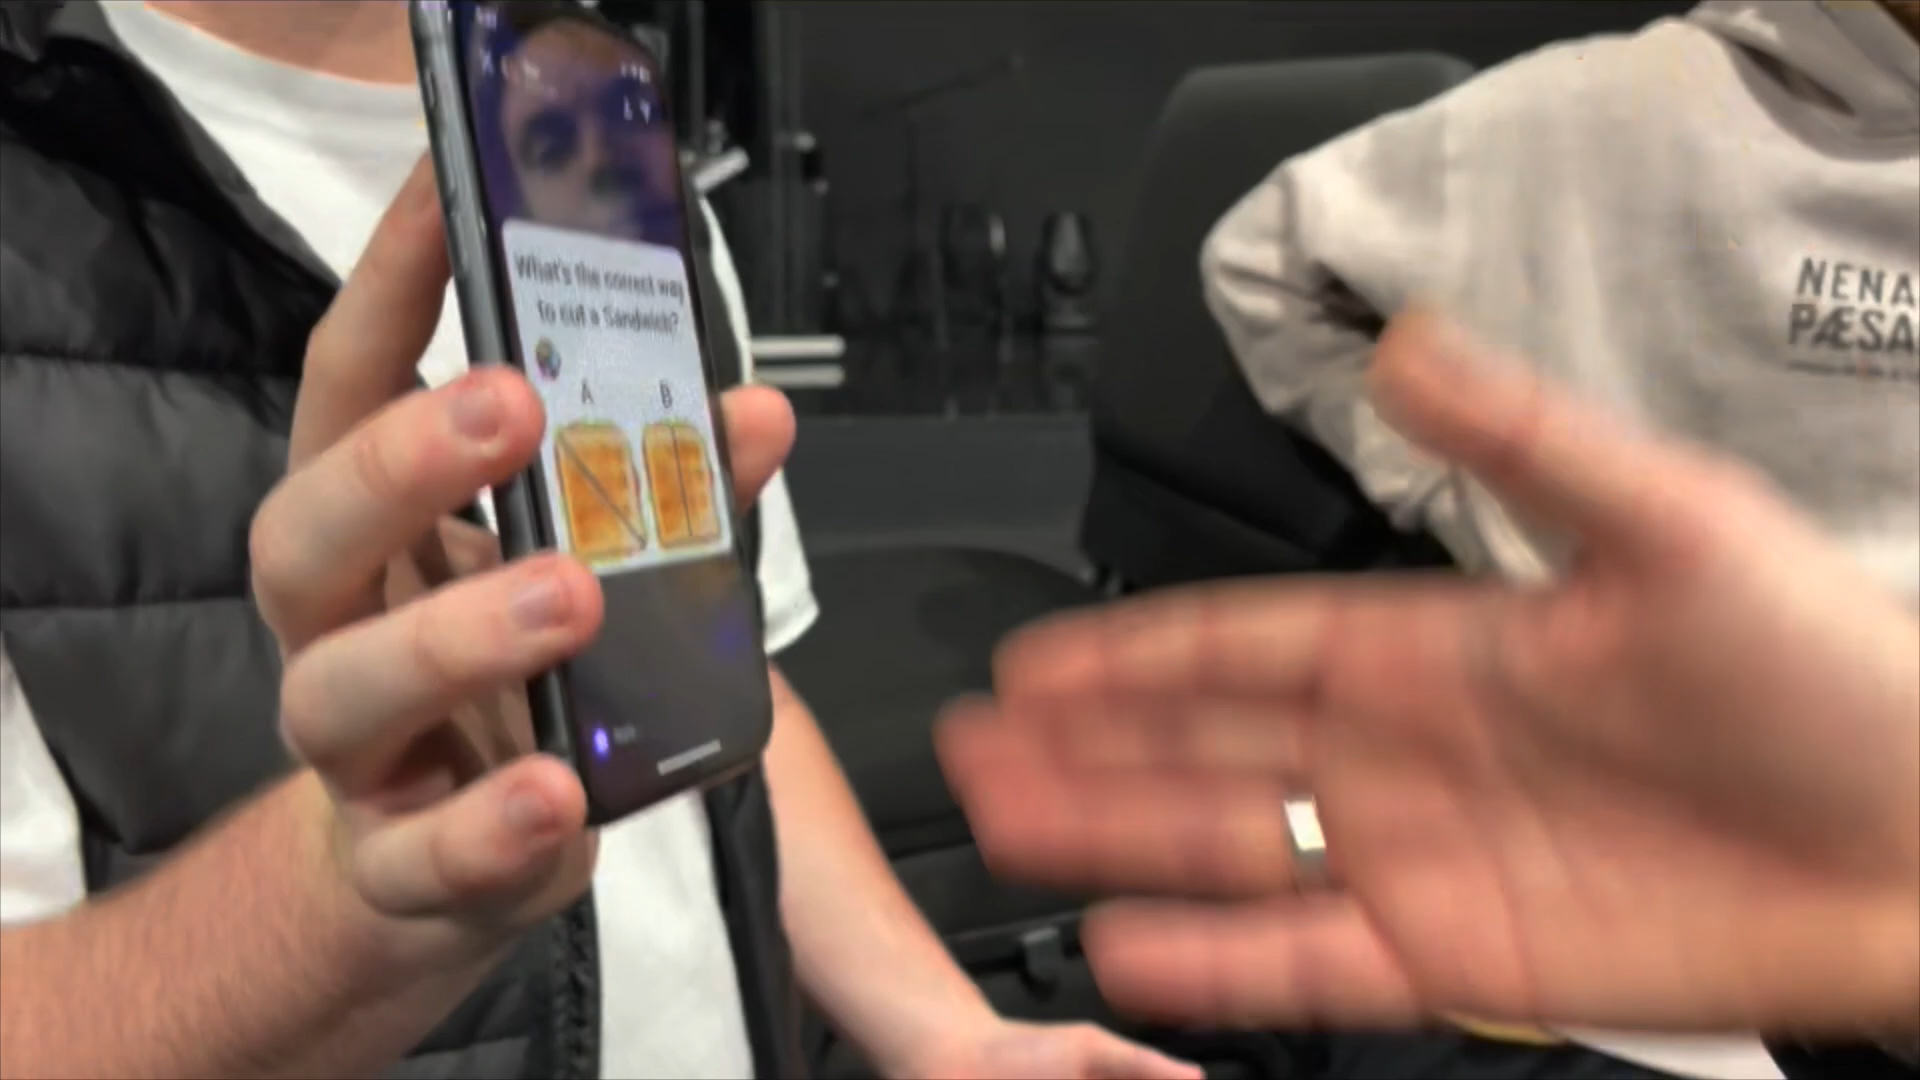 What's the correct way
to cut a Sandwich?
A B
NENA
PÆSA